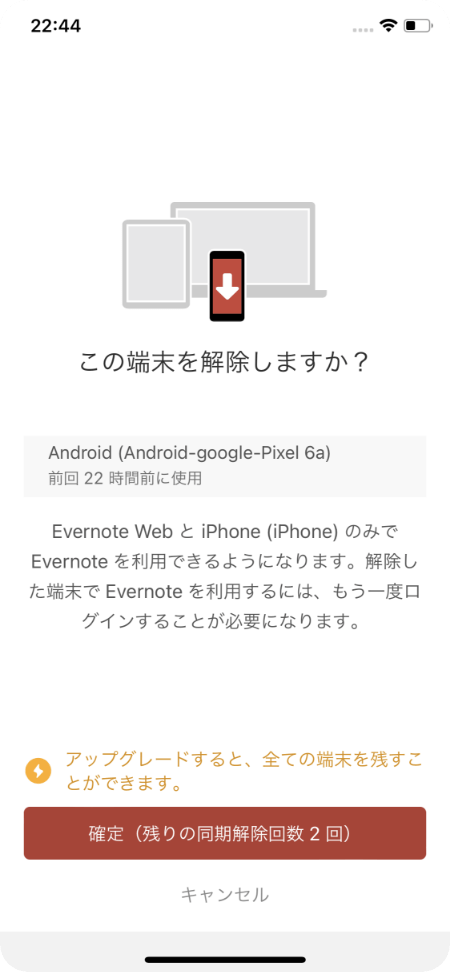 22:44
この端末を解除しますか？
Android (Android-google-Pixel 6a)
前回 22 時間前に使用
Evernote Web と iPhone (iPhone) のみで
Evernote を利用できるようになります。解除し
た端末で Evernote を利用するには、もう一度ロ
グインすることが必要になります。
アップグレードすると、全ての端末を残すこ
とができます。
確定（残りの同期解除回数 2 回）
キャンセル